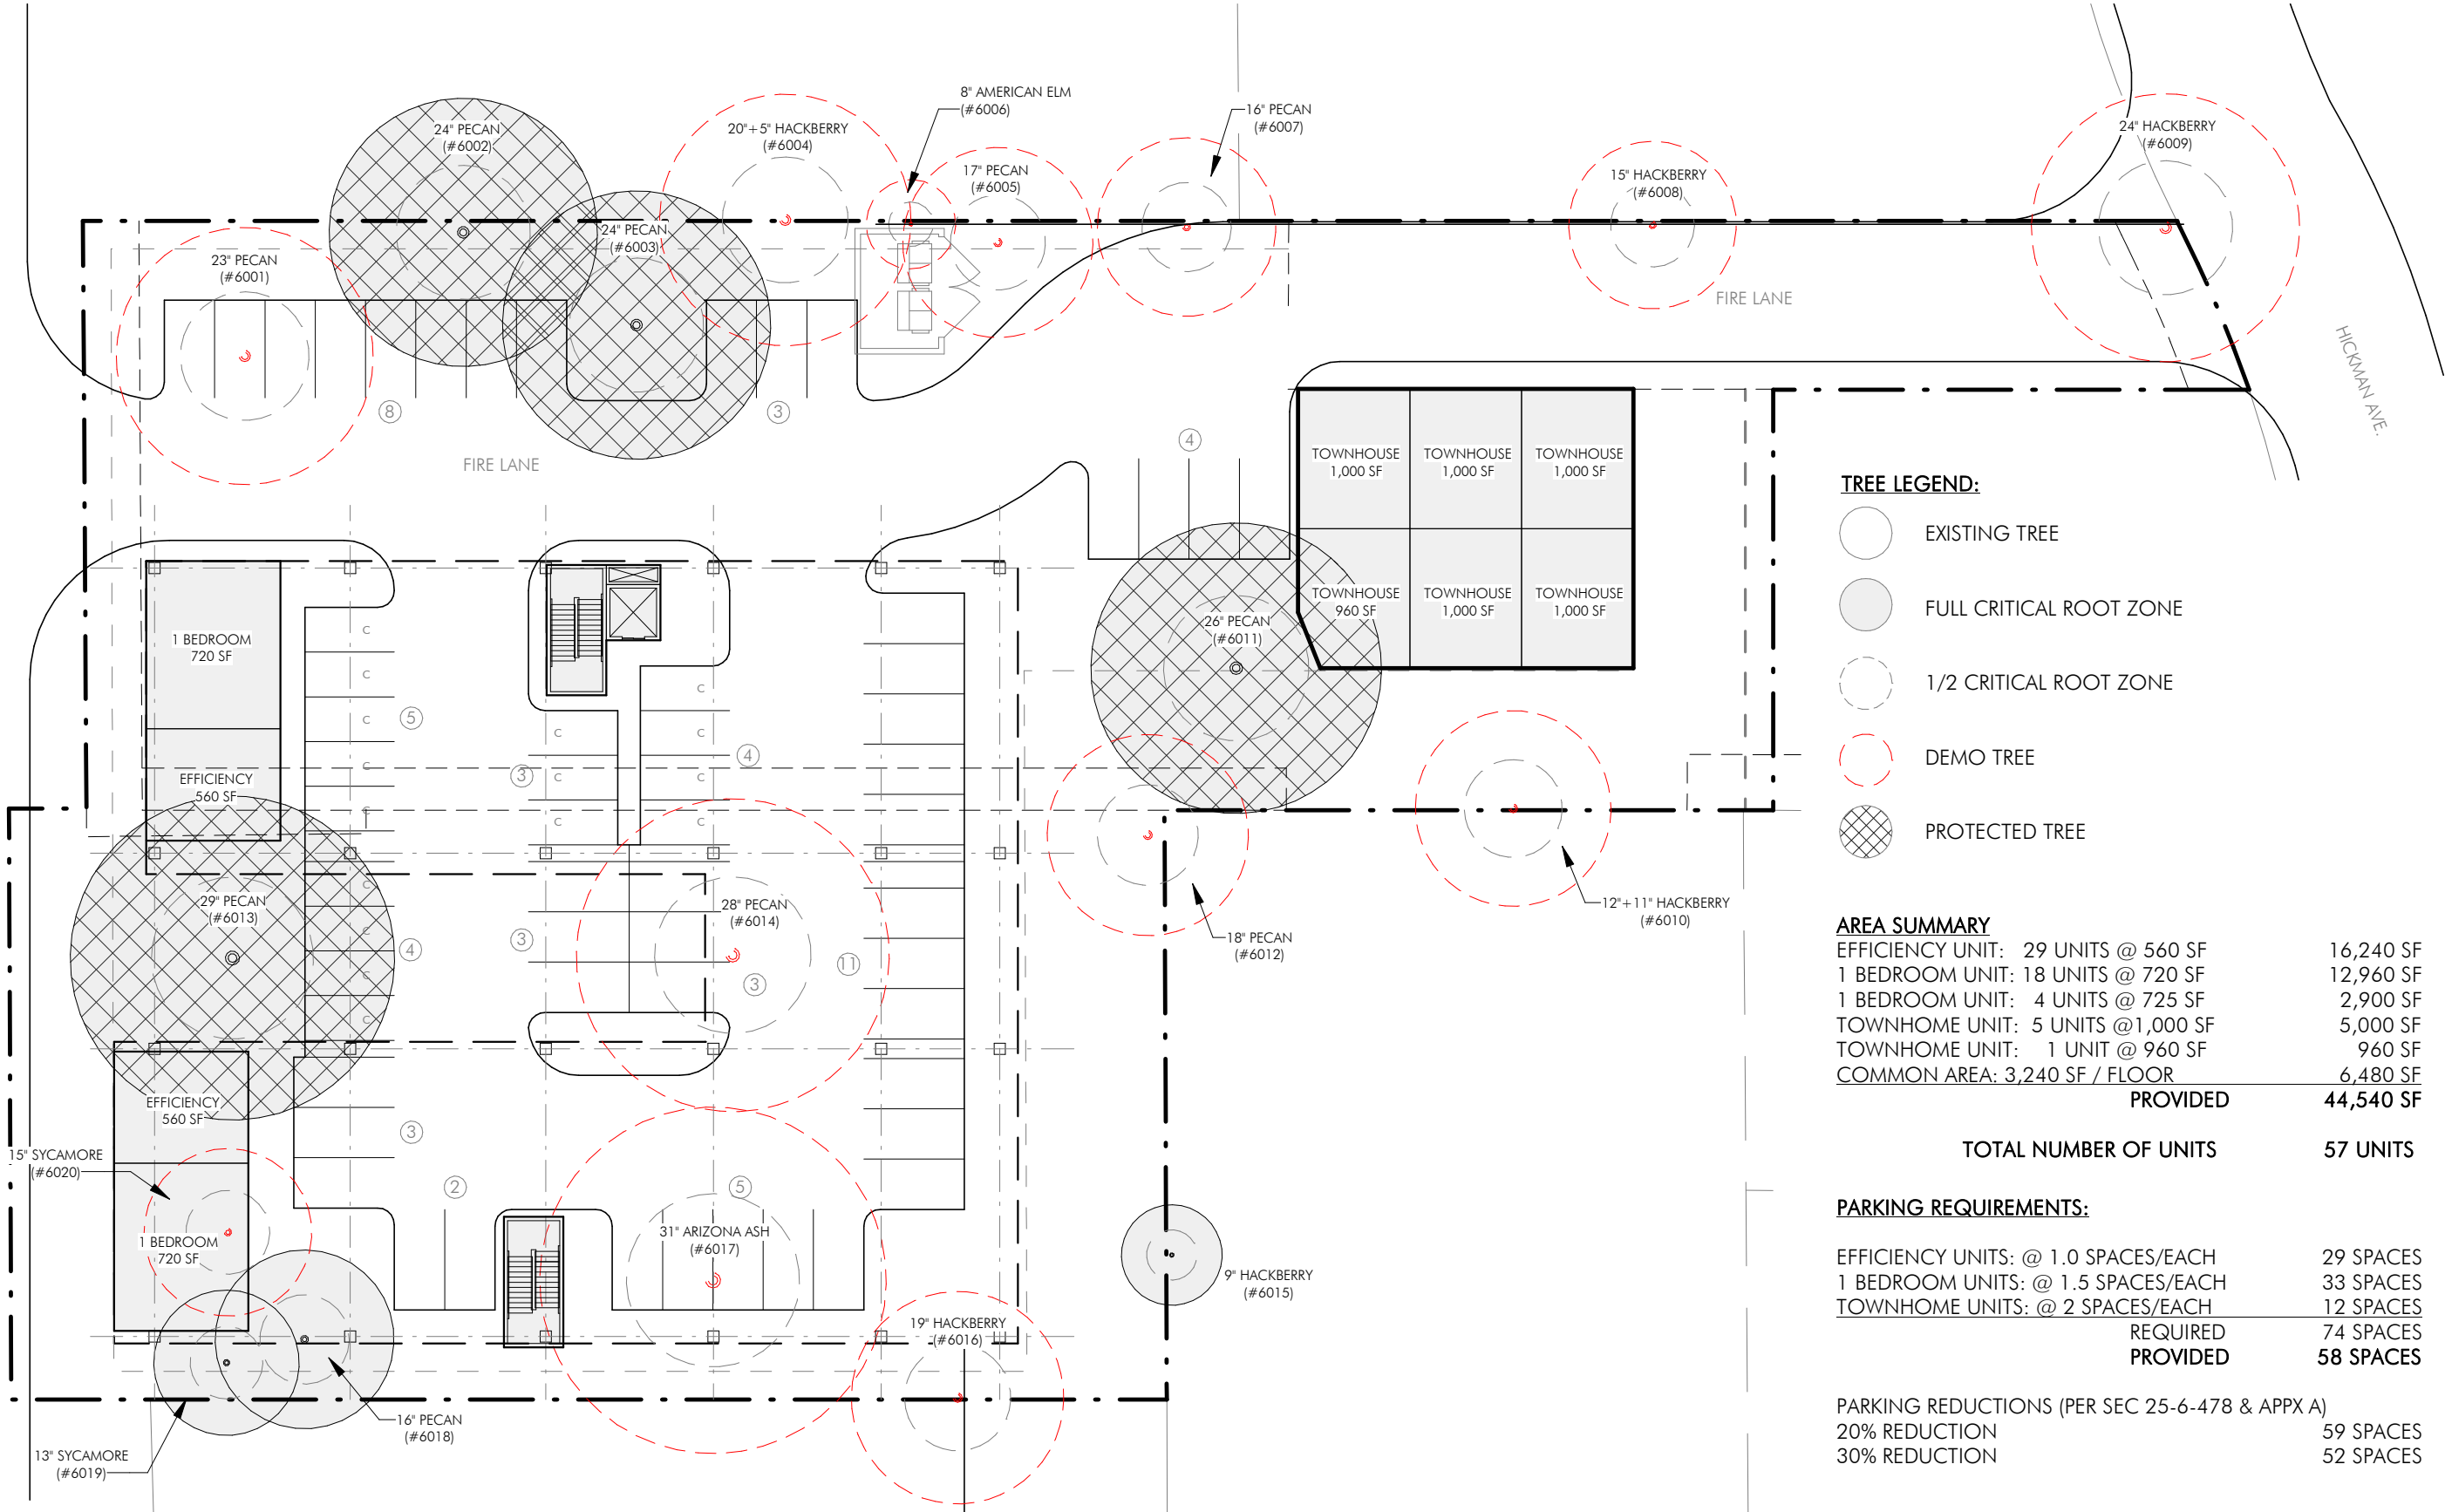 8" AMERICAN ELM
(#6006)
16" PECAN
(#6007)
24" PECAN
(#6002)
20"+5" HACKBERRY
(#6004)
24" HACKBERRY
(#6009)
17" PECAN
(#6005)
15" HACKBERRY
(#6008)
24" PECAN
(#6003)
23" PECAN
(#6001)
FIRE LANE
HICKMAN AVE.
8
3
4
FIRE LANE
TOWNHOUSE
1,000 SF
TOWNHOUSE
1,000 SF
TOWNHOUSE
1,000 SF
TOWNHOUSE
960 SF
TOWNHOUSE
1,000 SF
TOWNHOUSE
1,000 SF
26" PECAN
(#6011)
1 BEDROOM
720 SF
C
C
C
C
C
5
C
C
C
3
C
C
C
C
4
EFFICIENCY
560 SF
29" PECAN
(#6013)
C
C
C
C
4
3
28" PECAN
(#6014)
3
11
18" PECAN
(#6012)
12"+11" HACKBERRY
(#6010)
EFFICIENCY
560 SF
3
15" SYCAMORE
(#6020)
2
5
31" ARIZONA ASH
(#6017)
1 BEDROOM
720 SF
9" HACKBERRY
(#6015)
19" HACKBERRY
(#6016)
16" PECAN
(#6018)
13" SYCAMORE
(#6019)
TREE LEGEND:
EXISTING TREE
FULL CRITICAL ROOT ZONE
1/2 CRITICAL ROOT ZONE
DEMO TREE
PROTECTED TREE
AREA SUMMARY
EFFICIENCY UNIT: 29 UNITS @ 560 SF 16,240 SF
1 BEDROOM UNIT: 18 UNITS @ 720 SF 12,960 SF
1 BEDROOM UNIT: 4 UNITS @ 725 SF 2,900 SF
TOWNHOME UNIT: 5 UNITS @1,000 SF 5,000 SF
TOWNHOME UNIT: 1 UNIT @ 960 SF 960 SF
COMMON AREA: 3,240 SF / FLOOR 6,480 SF
PROVIDED 44,540 SF
TOTAL NUMBER OF UNITS 57 UNITS
PARKING REQUIREMENTS:
EFFICIENCY UNITS: @ 1.0 SPACES/EACH 29 SPACES
1 BEDROOM UNITS: @ 1.5 SPACES/EACH 33 SPACES
TOWNHOME UNITS: @ 2 SPACES/EACH 12 SPACES
REQUIRED 74 SPACES
PROVIDED 58 SPACES
PARKING REDUCTIONS (PER SEC 25-6-478 & APPX A)
20% REDUCTION 59 SPACES
30% REDUCTION 52 SPACES